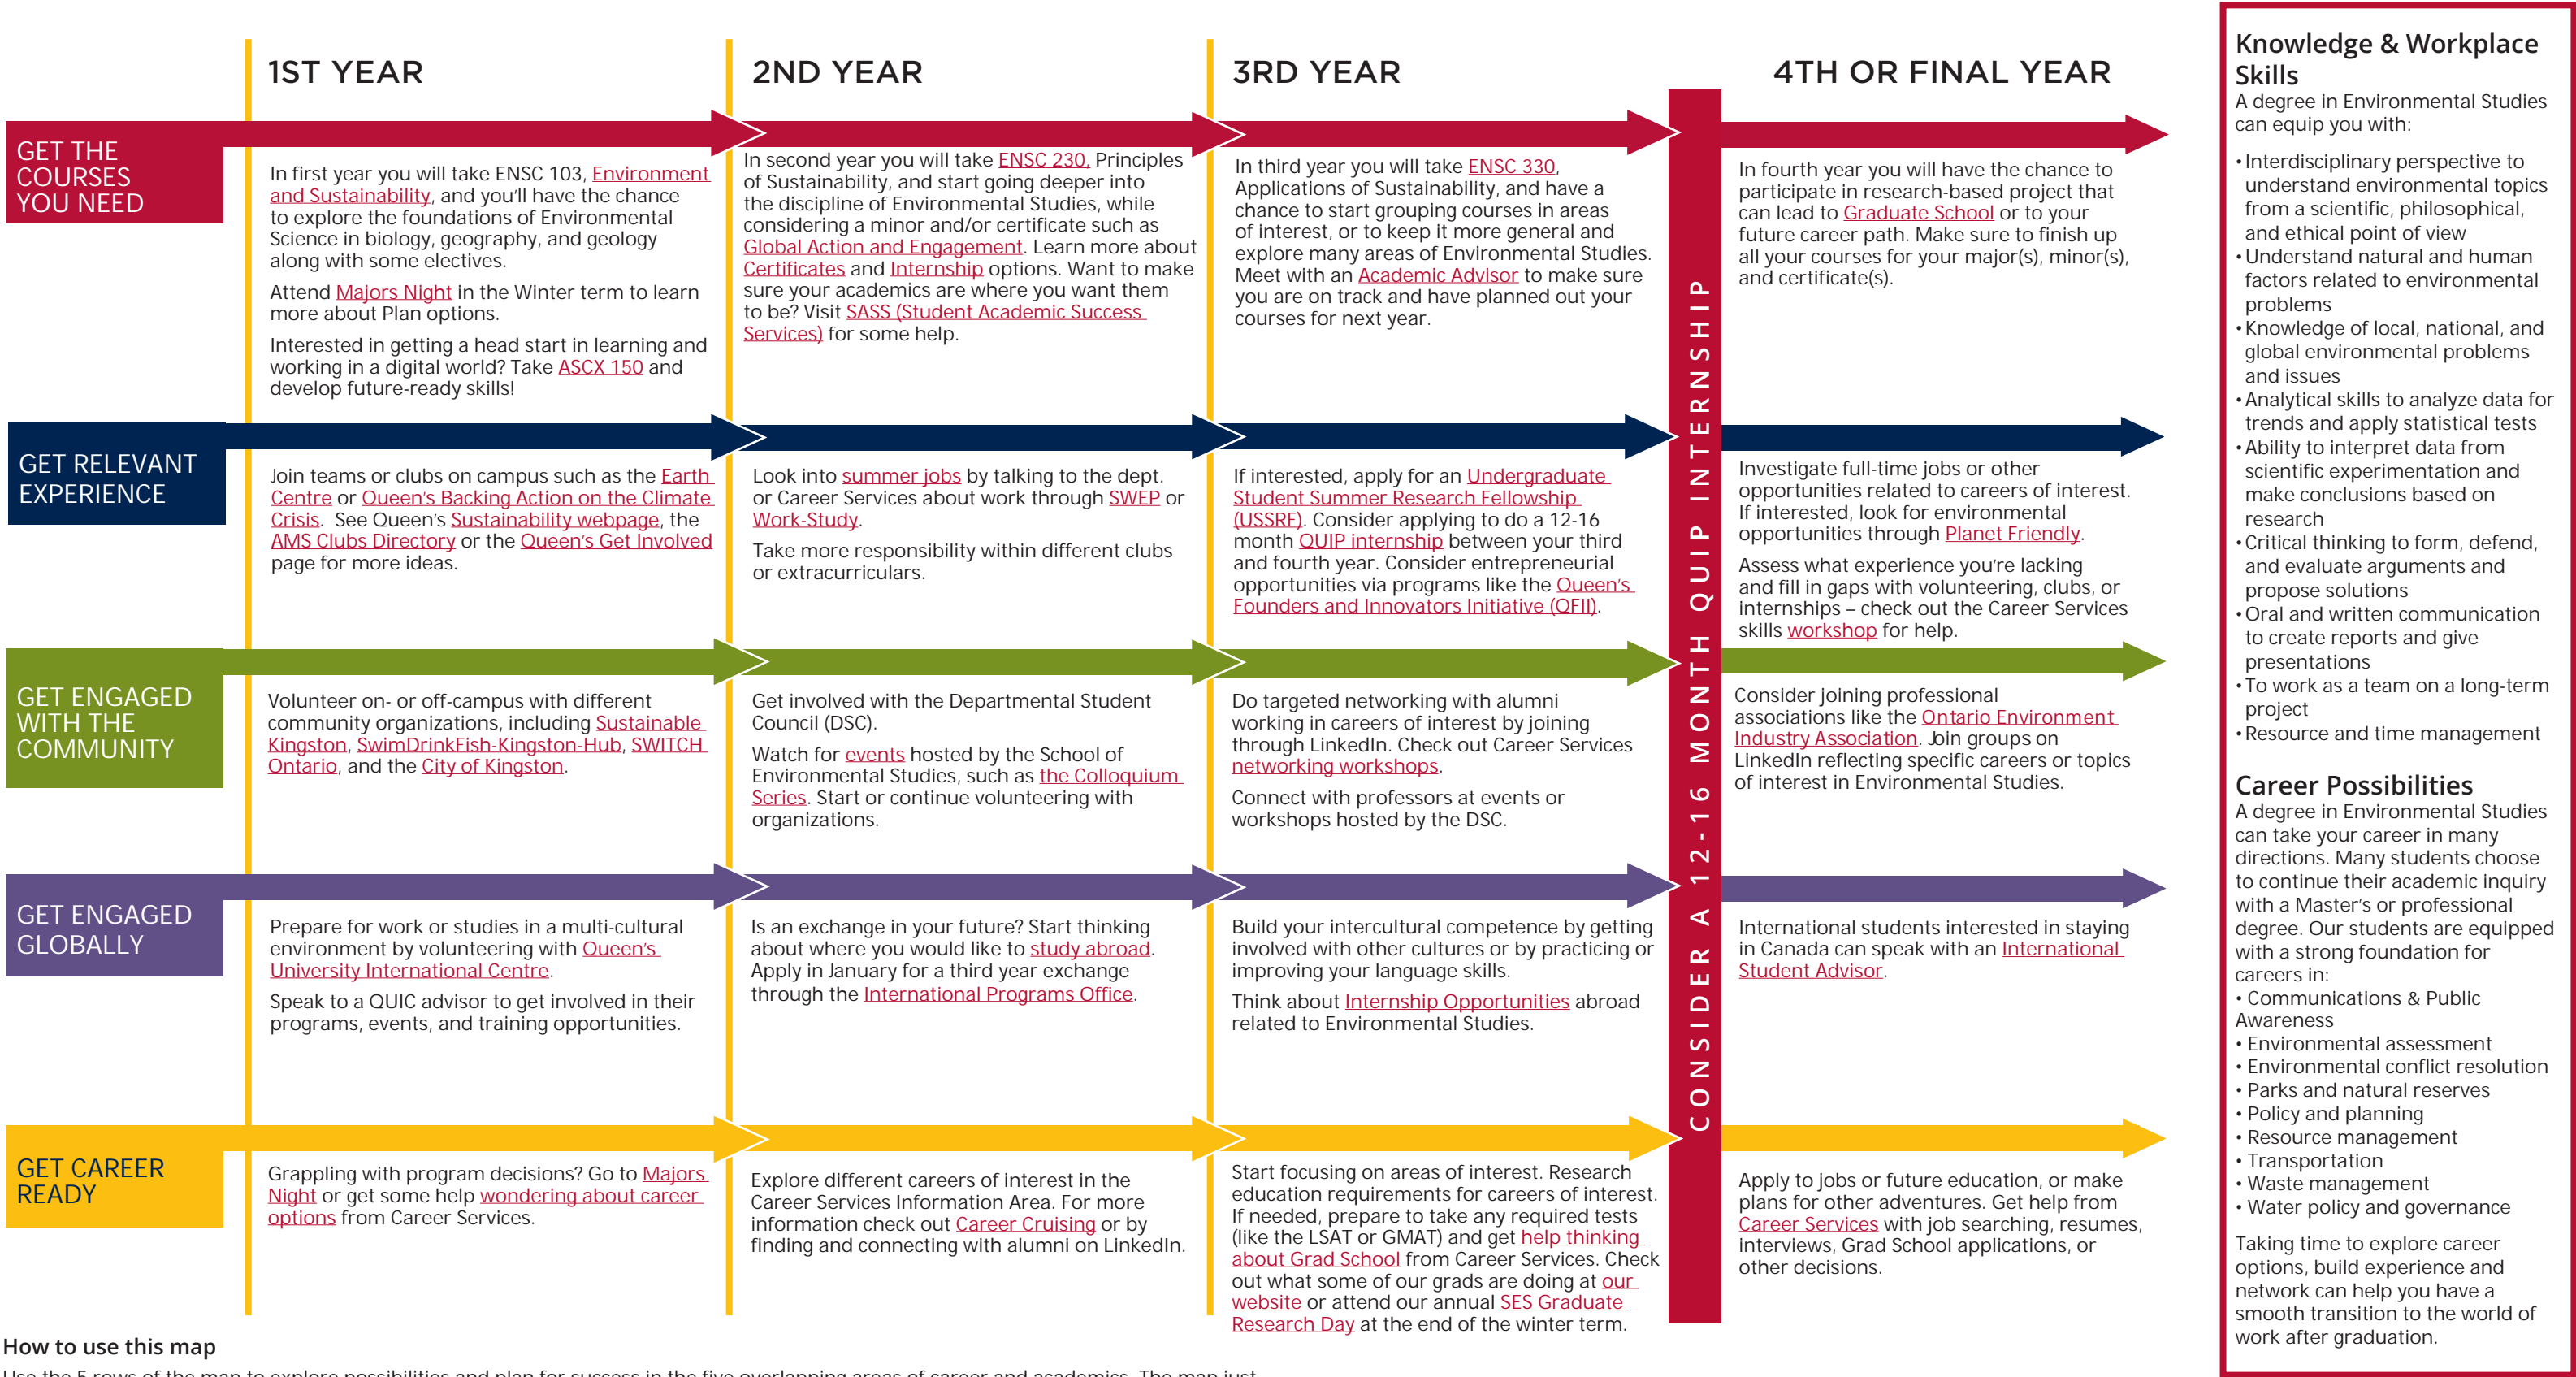 1ST YEAR
2ND YEAR
3RD YEAR
4TH OR FINAL YEAR
GET THE
COURSES
YOU NEED
In first year you will take ENSC 103, Environment
and Sustainability, and you'll have the chance
to explore the foundations of Environmental
Science in biology, geography, and geology
along with some electives.
Attend Majors Night in the Winter term to learn
more about Plan options.
Interested in getting a head start in learning and
working in a digital world? Take ASCX 150 and
develop future-ready skills!
In second year you will take ENSC 230, Principles
of Sustainability, and start going deeper into
the discipline of Environmental Studies, while
considering a minor and/or certificate such as
Global Action and Engagement. Learn more about
Certificates and Internship options. Want to make
sure your academics are where you want them
to be? Visit SASS (Student Academic Success
Services) for some help.
In third year you will take ENSC 330,
Applications of Sustainability, and have a
chance to start grouping courses in areas
of interest, or to keep it more general and
explore many areas of Environmental Studies.
Meet with an Academic Advisor to make sure
you are on track and have planned out your
courses for next year.
In fourth year you will have the chance to
participate in research-based project that
can lead to Graduate School or to your
future career path. Make sure to finish up
all your courses for your major(s), minor(s),
and certificate(s).
GET RELEVANT
EXPERIENCE
Join teams or clubs on campus such as the Earth
Centre or Queen's Backing Action on the Climate
Crisis. See Queen's Sustainability webpage, the
AMS Clubs Directory or the Queen's Get Involved
page for more ideas.
Look into summer jobs by talking to the dept.
or Career Services about work through SWEP or
Work-Study.
Take more responsibility within different clubs
or extracurriculars.
If interested, apply for an Undergraduate
Student Summer Research Fellowship
(USSRF). Consider applying to do a 12-16
month QUIP internship between your third
and fourth year. Consider entrepreneurial
opportunities via programs like the Queen's
Founders and Innovators Initiative (QFII).
Investigate full-time jobs or other
opportunities related to careers of interest.
If interested, look for environmental
opportunities through Planet Friendly.
Assess what experience you're lacking
and fill in gaps with volunteering, clubs, or
internships – check out the Career Services
skills workshop for help.
GET ENGAGED
WITH THE
COMMUNITY
Volunteer on- or off-campus with different
community organizations, including Sustainable
Kingston, SwimDrinkFish-Kingston-Hub, SWITCH
Ontario, and the City of Kingston.
Get involved with the Departmental Student
Council (DSC).
Watch for events hosted by the School of
Environmental Studies, such as the Colloquium
Series. Start or continue volunteering with
organizations.
Do targeted networking with alumni
working in careers of interest by joining
through LinkedIn. Check out Career Services
networking workshops.
Connect with professors at events or
workshops hosted by the DSC.
Consider joining professional
associations like the Ontario Environment
Industry Association. Join groups on
LinkedIn reflecting specific careers or topics
of interest in Environmental Studies.
GET ENGAGED
GLOBALLY
Prepare for work or studies in a multi-cultural
environment by volunteering with Queen's
University International Centre.
Speak to a QUIC advisor to get involved in their
programs, events, and training opportunities.
Is an exchange in your future? Start thinking
about where you would like to study abroad.
Apply in January for a third year exchange
through the International Programs Office.
Build your intercultural competence by getting
involved with other cultures or by practicing or
improving your language skills.
Think about Internship Opportunities abroad
related to Environmental Studies.
International students interested in staying
in Canada can speak with an International
Student Advisor.
GET CAREER
READY
Grappling with program decisions? Go to Majors
Night or get some help wondering about career
options from Career Services.
Explore different careers of interest in the
Career Services Information Area. For more
information check out Career Cruising or by
finding and connecting with alumni on LinkedIn.
Start focusing on areas of interest. Research
education requirements for careers of interest.
If needed, prepare to take any required tests
(like the LSAT or GMAT) and get help thinking
about Grad School from Career Services. Check
out what some of our grads are doing at our
website or attend our annual SES Graduate
Research Day at the end of the winter term.
Apply to jobs or future education, or make
plans for other adventures. Get help from
Career Services with job searching, resumes,
interviews, Grad School applications, or
other decisions.
CONSIDER A 12-16 MONTH QUIP INTERNSHIP
Knowledge & Workplace
Skills
A degree in Environmental Studies
can equip you with:
• Interdisciplinary perspective to
understand environmental topics
from a scientific, philosophical,
and ethical point of view
• Understand natural and human
factors related to environmental
problems
• Knowledge of local, national, and
global environmental problems
and issues
• Analytical skills to analyze data for
trends and apply statistical tests
• Ability to interpret data from
scientific experimentation and
make conclusions based on
research
• Critical thinking to form, defend,
and evaluate arguments and
propose solutions
• Oral and written communication
to create reports and give
presentations
• To work as a team on a long-term
project
• Resource and time management
Career Possibilities
A degree in Environmental Studies
can take your career in many
directions. Many students choose
to continue their academic inquiry
with a Master's or professional
degree. Our students are equipped
with a strong foundation for
careers in:
• Communications & Public
Awareness
• Environmental assessment
• Environmental conflict resolution
• Parks and natural reserves
• Policy and planning
• Resource management
• Transportation
• Waste management
• Water policy and governance
Taking time to explore career
options, build experience and
network can help you have a
smooth transition to the world of
work after graduation.
How to use this map
Use the 5 rows of the map to explore possibilities and plan for success in the five overlapping areas of career and academics. The map just